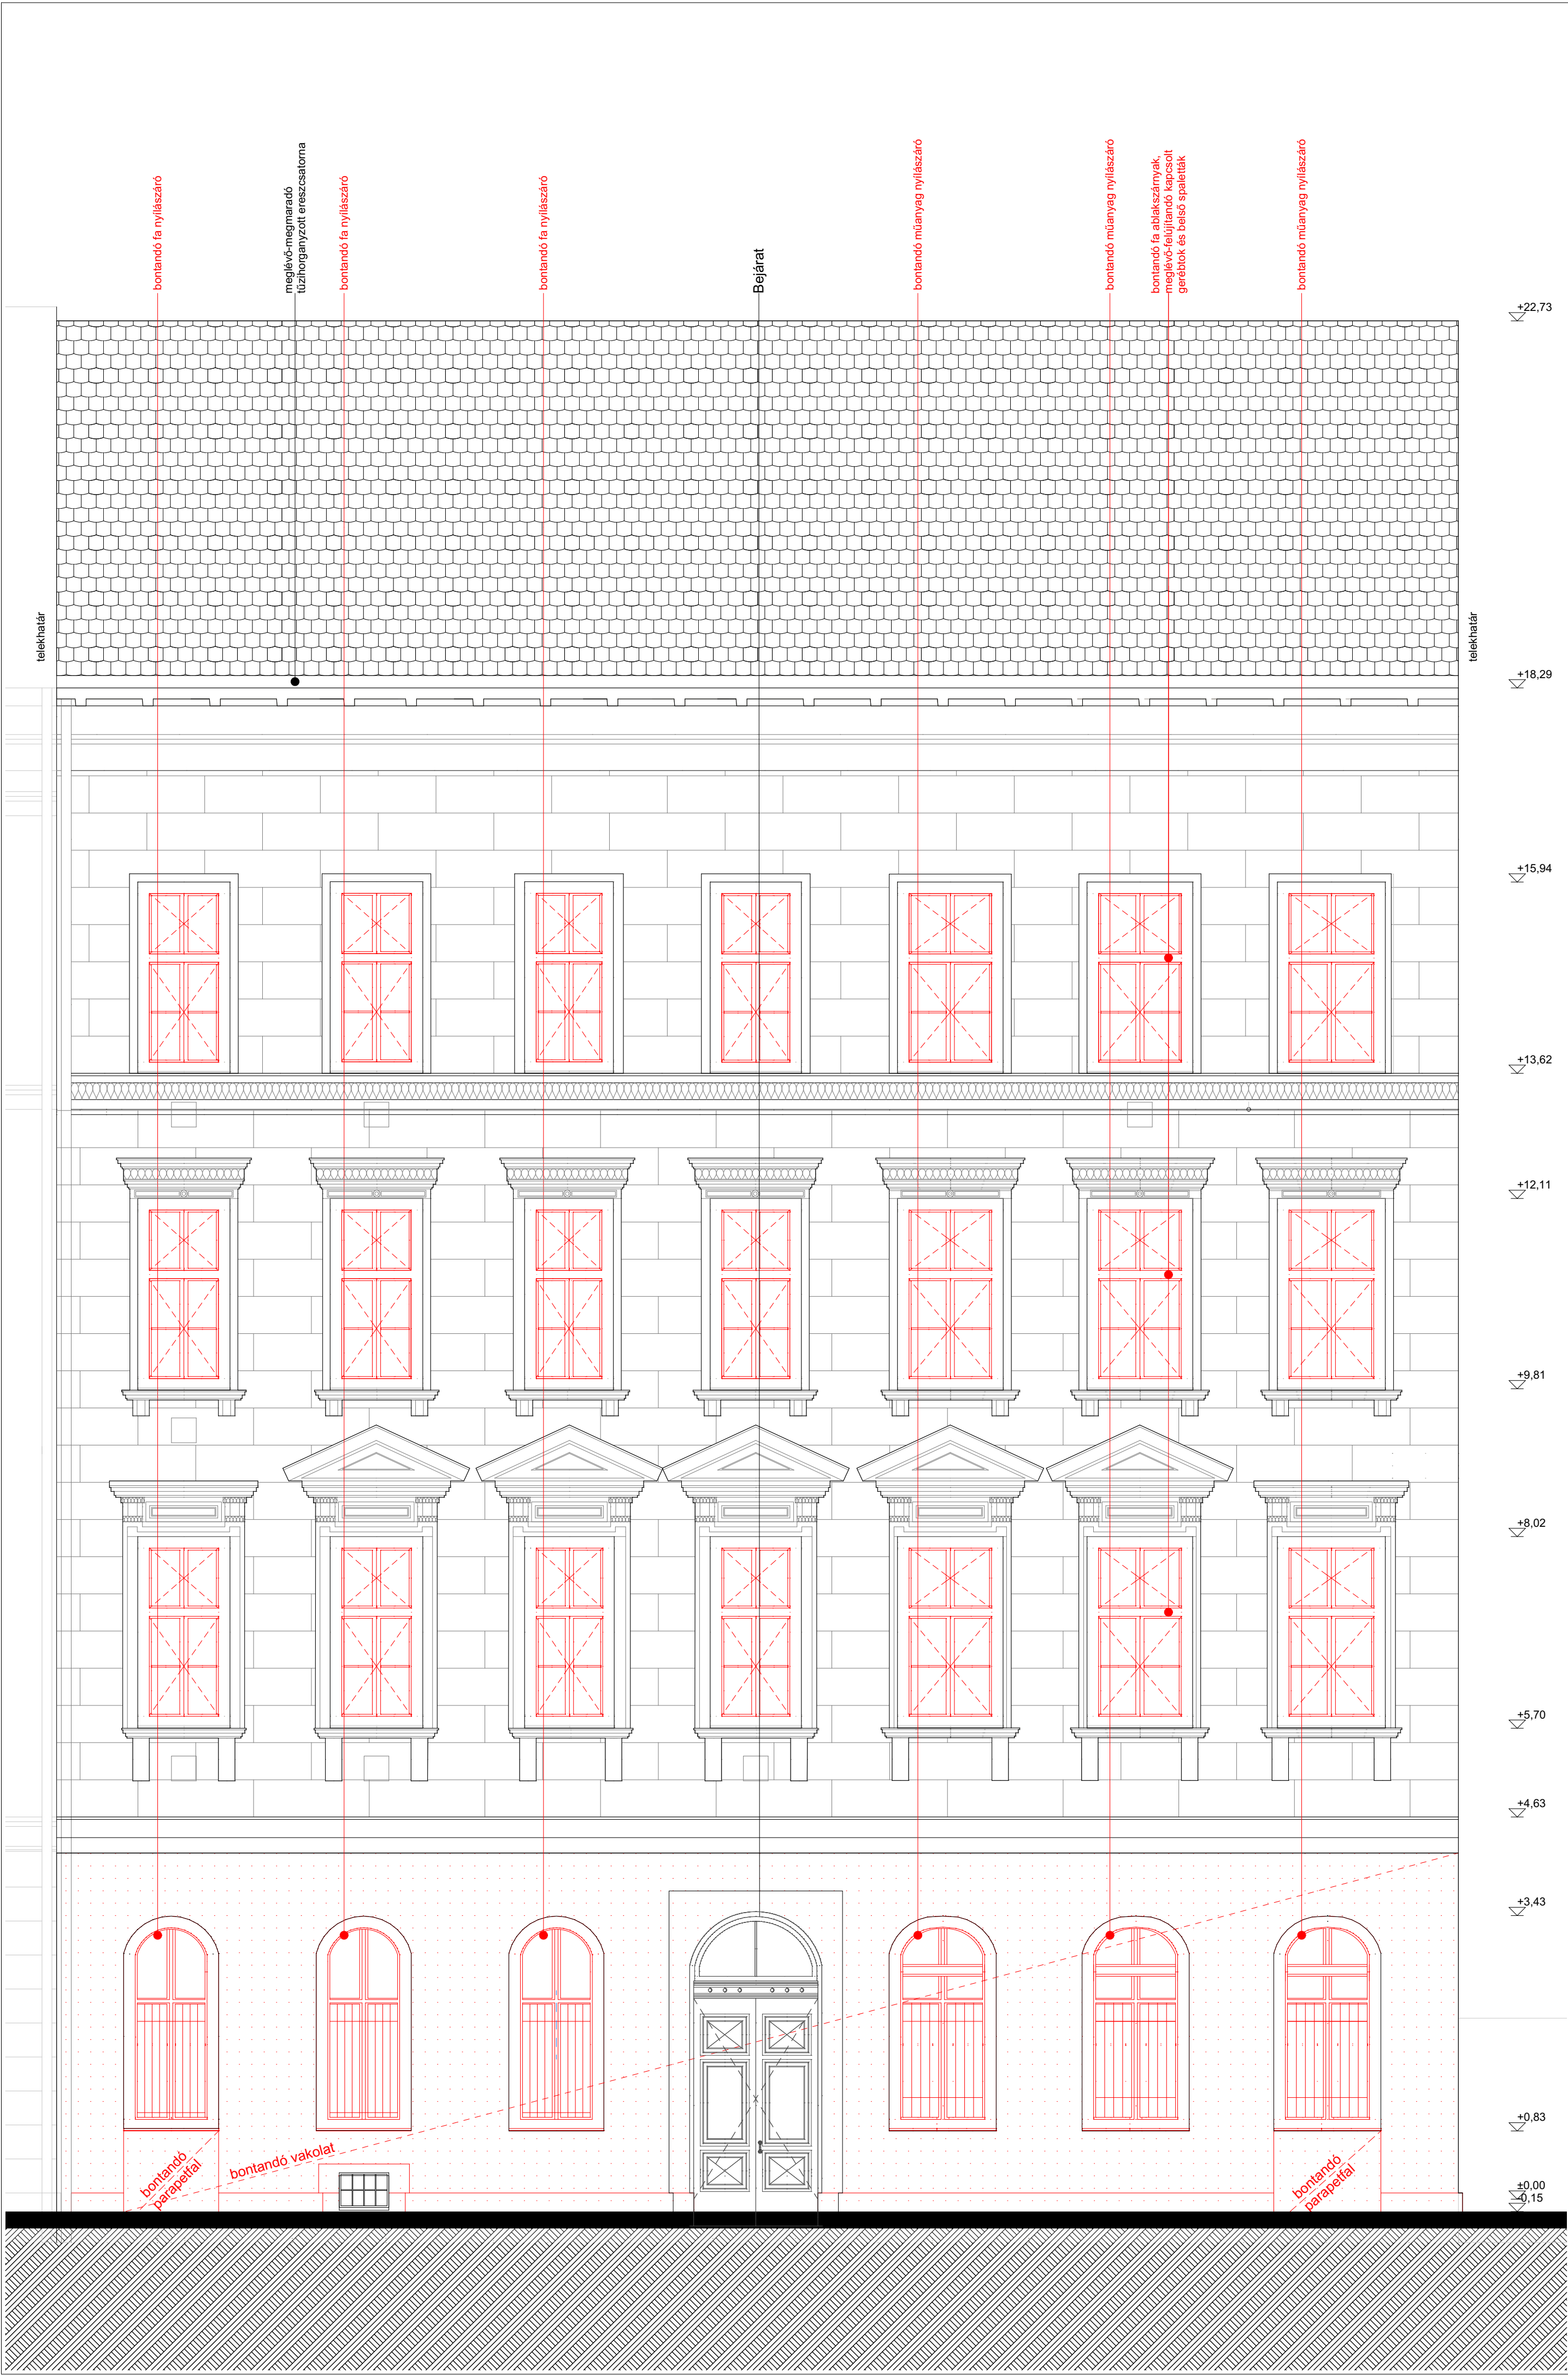 bontandó fa nyílászáró
meglévő-megmaradó
tűzihorganyzott ereszcsatorna
bontandó fa nyílászáró
bontandó fa nyílászáró
Bejárat
bontandó műanyag nyílászáró
bontandó műanyag nyílászáró
bontandó fa ablakszárnyak,
meglévő-felújítandó kapcsolt
gerébtok és belső spaletták
bontandó műanyag nyílászáró
+22,73
telekhatár
telekhatár
+18,29
+15,94
+13,62
+12,11
+9,81
+8,02
+5,70
+4,63
+3,43
+0,83
bontandó
parapetfal
bontandó vakolat
bontandó
parapetfal
±0,00
-0,15